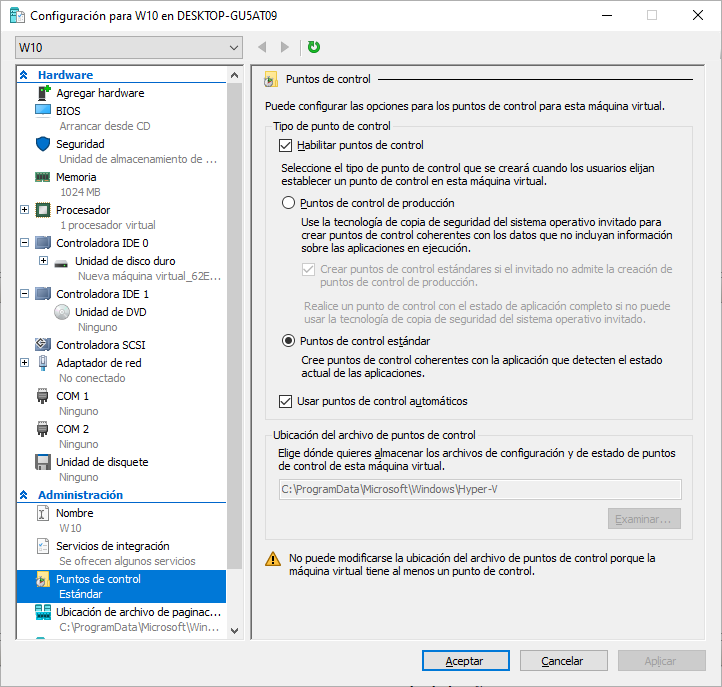 Configuración para W10 en DESKTOP-GU5AT09
W10
Hardware
Agregar hardware
BIOS
Arrancar desde CD
Seguridad
Unidad de almacenamiento de ...
Memoria
1024 MB
Procesador
1 procesador virtual
Controladora IDE 0
Unidad de disco duro
Nueva máquina virtual_62E...
Controladora IDE 1
Unidad de DVD
Ninguno
Controladora SCSI
Adaptador de red
No conectado
COM 1
Ninguno
COM 2
Ninguno
Unidad de disquete
Ninguno
Administración
Nombre
W10
Servicios de integración
Se ofrecen algunos servicios
Puntos de control
Estándar
Ubicación de archivo de paginac...
C:\ProgramData\Microsoft\Win...
Puntos de control
Puede configurar las opciones para los puntos de control para esta máquina virtual.
Tipo de punto de control
Habilitar puntos de control
Seleccione el tipo de punto de control que se creará cuando los usuarios elijan
establecer un punto de control en esta máquina virtual.
Puntos de control de producción
Use la tecnología de copia de seguridad del sistema operativo invitado para
crear puntos de control coherentes con los datos que no incluyan información
sobre las aplicaciones en ejecución.
Crear puntos de control estándares si el invitado no admite la creación de
puntos de control de producción.
Realice un punto de control con el estado de aplicación completo si no puede
usar la tecnología de copia de seguridad del sistema operativo invitado.
Puntos de control estándar
Cree puntos de control coherentes con la aplicación que detecten el estado
actual de las aplicaciones.
Usar puntos de control automáticos
Ubicación del archivo de puntos de control
Elige dónde quieres almacenar los archivos de configuración y de estado de puntos
de control de esta máquina virtual.
C:\ProgramData\Microsoft\Windows\Hyper-V
Examinar...
No puede modificarse la ubicación del archivo de puntos de control porque la
máquina virtual tiene al menos un punto de control.
Aceptar
Cancelar
Aplicar